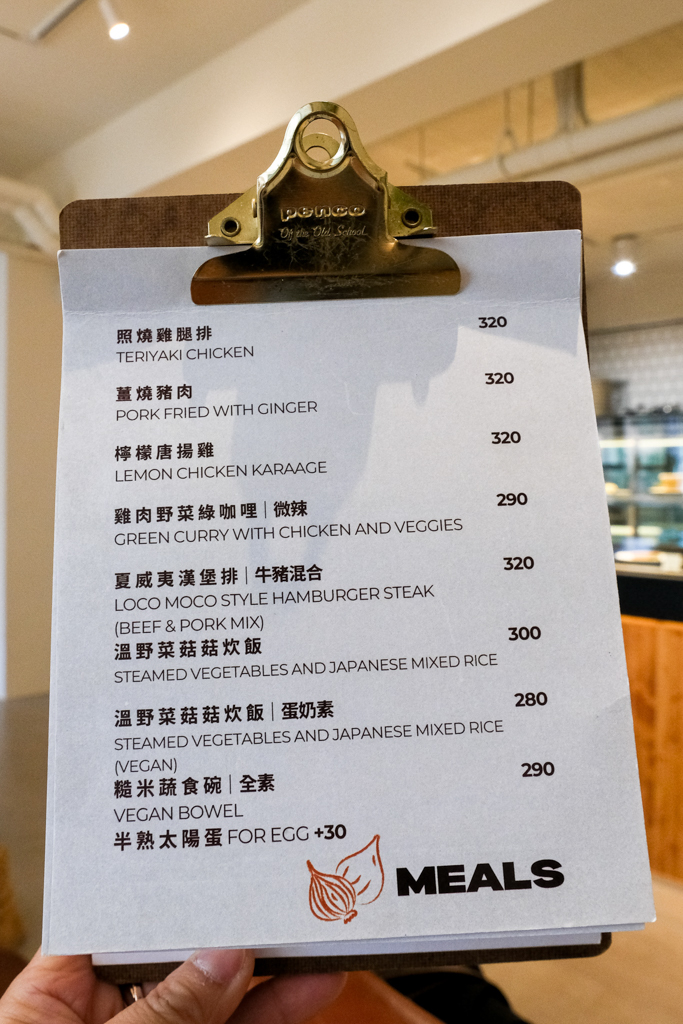 penco
Off the Old School
照燒雞腿排 320
TERIYAKI CHICKEN
薑燒豬肉 320
PORK FRIED WITH GINGER
檸檬唐揚雞 320
LEMON CHICKEN KARAAGE
雞肉野菜綠咖哩|微辣 290
GREEN CURRY WITH CHICKEN AND VEGGIES
夏威夷漢堡排|牛豬混合 320
LOCO MOCO STYLE HAMBURGER STEAK
(BEEF & PORK MIX)
溫野菜菇菇炊飯 300
STEAMED VEGETABLES AND JAPANESE MIXED RICE
溫野菜菇菇炊飯|蛋奶素 280
STEAMED VEGETABLES AND JAPANESE MIXED RICE
(VEGAN)
糙米蔬食碗|全素 290
VEGAN BOWEL
半熟太陽蛋 FOR EGG +30
MEALS